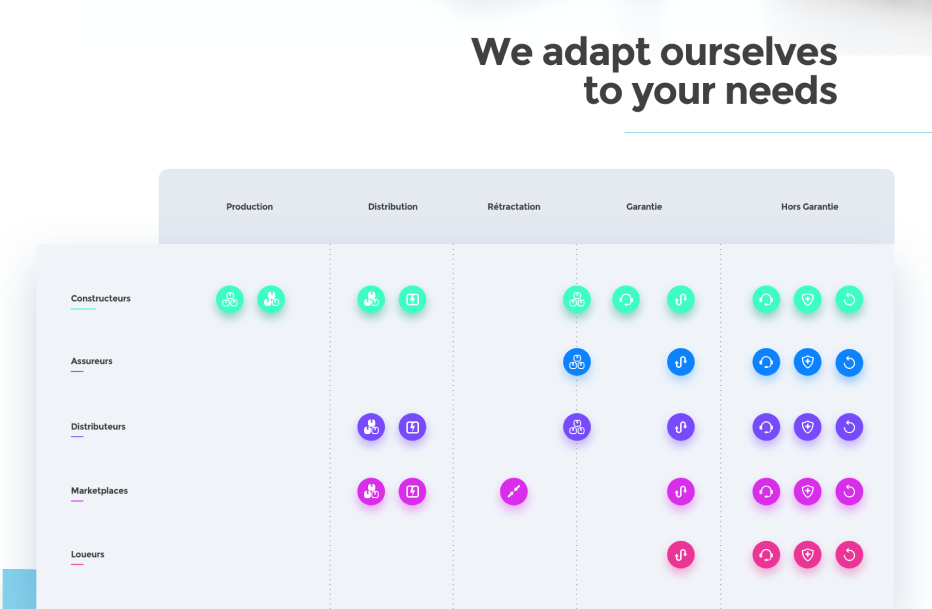 We adapt ourselves
to your needs
Production Distribution Rétractation Garantie Hors Garantie
Constructeurs
Assureurs
Distributeurs
Marketplaces
Loueurs